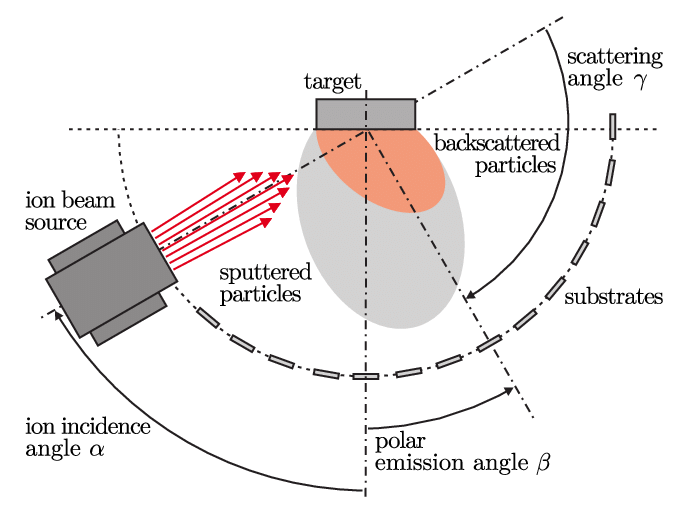 target
scattering
angle γ
backscattered
particles
ion beam
source
sputtered
particles
substrates
ion incidence
angle α
polar
emission angle β